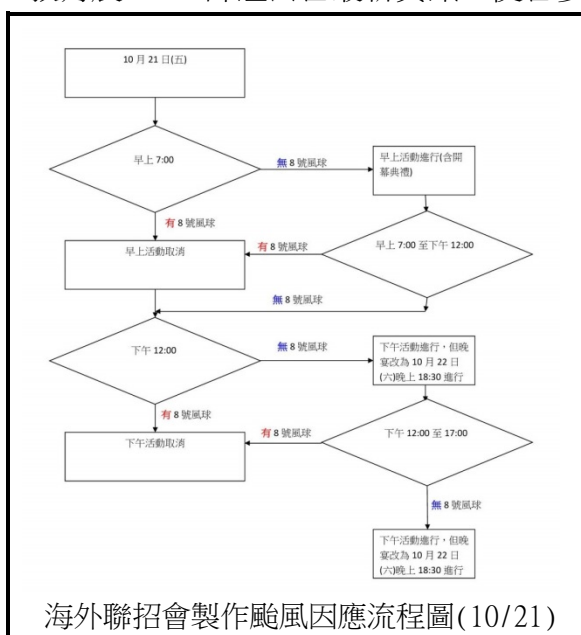 10 月 21 日(五)
早上 7:00
無 8 號風球
早上活動進行(含開
幕典禮)
有 8 號風球
早上活動取消
有 8 號風球
早上 7:00 至下午 12:00
無 8 號風球
下午 12:00
無 8 號風球
下午活動進行，但晚
宴改為 10 月 22 日
(六)晚上 18:30 進行
有 8 號風球
下午活動取消
有 8 號風球
下午 12:00 至 17:00
無 8 號風球
下午活動進行，但晚
宴改為 10 月 22 日
(六)晚上 18:30 進行
海外聯招會製作颱風因應流程圖(10/21)